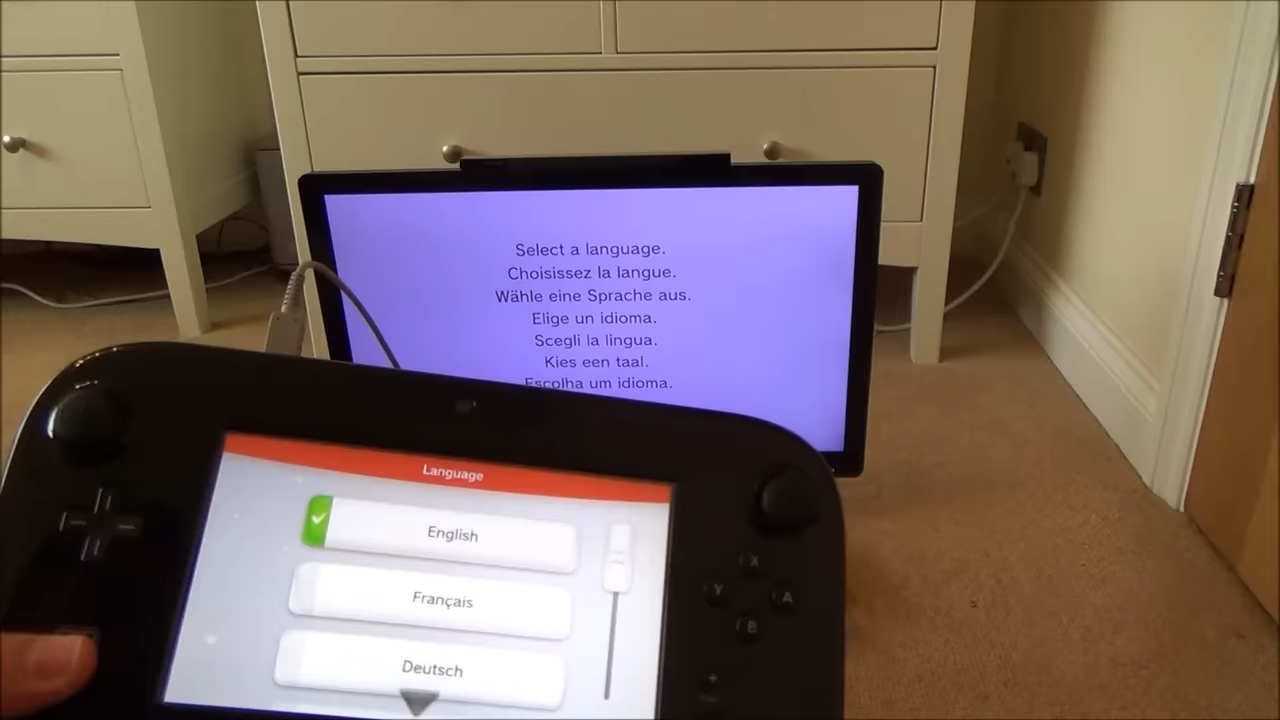 Select a language.
Choisissez la langue.
Wähle eine Sprache aus.
Elige un idioma.
Scegli la lingua.
Kies een taal.
Escolha um idioma.
Language
English
Français
Deutsch
X
Y
A
B